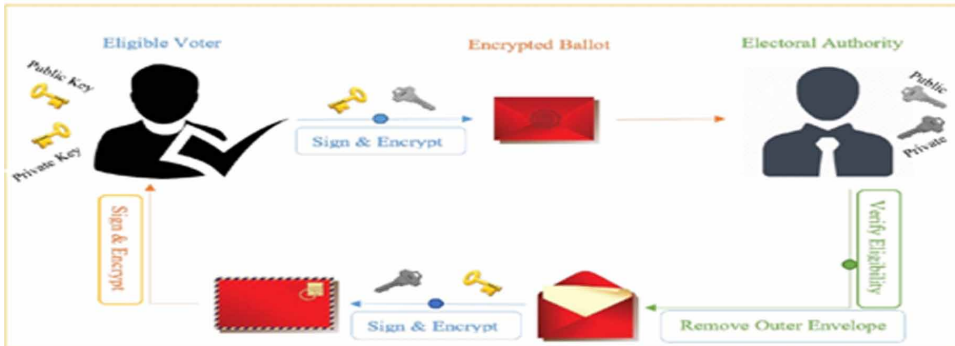 Eligible Voter
Encrypted Ballot
Electoral Authority
Public Key
Private Key
Sign & Encrypt
Public
Private
Verify Eligibility
Remove Outer Envelope
Sign & Encrypt
Sign & Encrypt